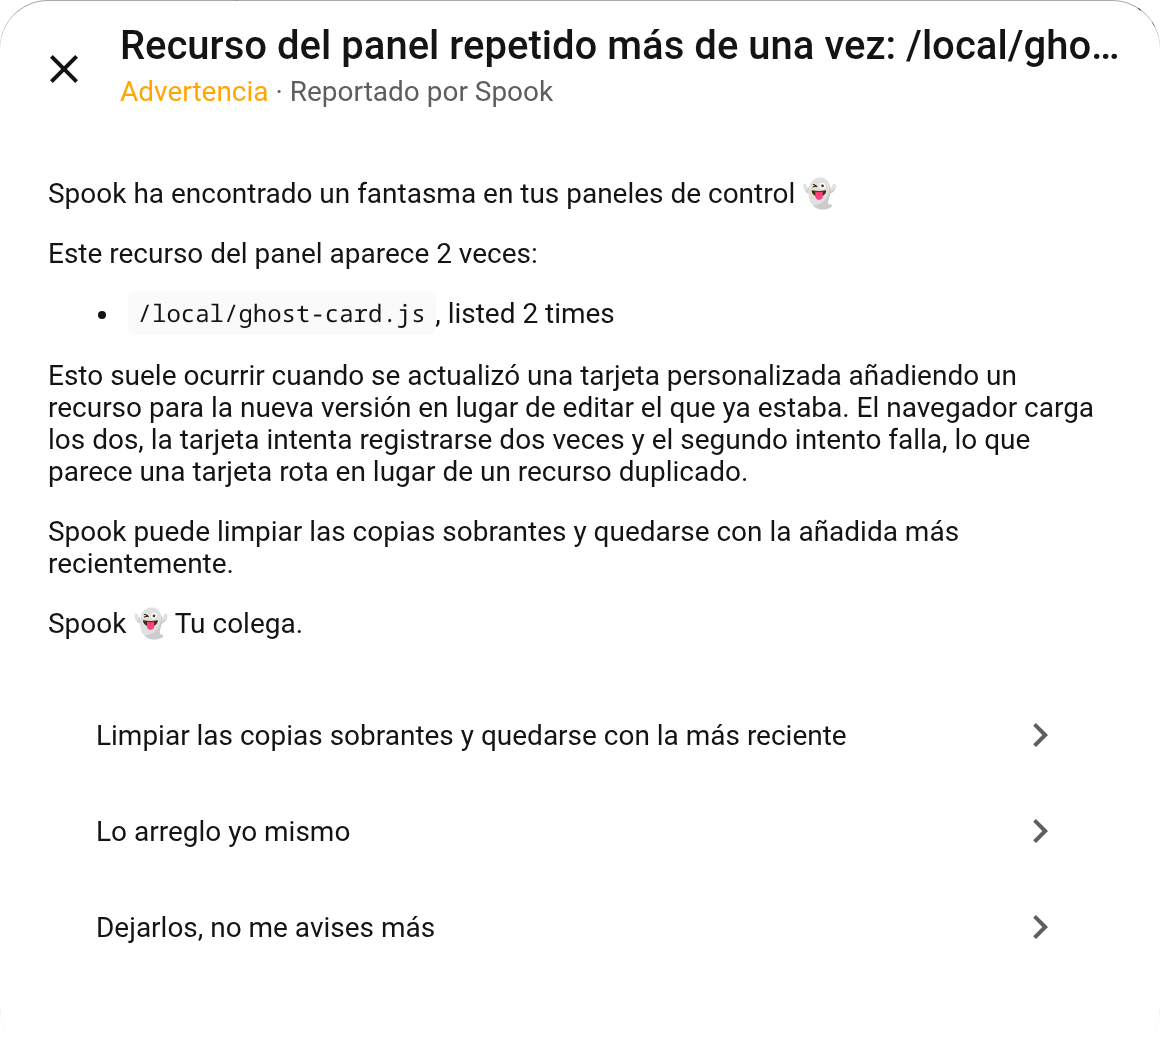 Recurso del panel repetido más de una vez: /local/gho...
Advertencia · Reportado por Spook
Spook ha encontrado un fantasma en tus paneles de control 👻
Este recurso del panel aparece 2 veces:
• /local/ghost-card.js, listed 2 times
Esto suele ocurrir cuando se actualizó una tarjeta personalizada añadiendo un
recurso para la nueva versión en lugar de editar el que ya estaba. El navegador carga
los dos, la tarjeta intenta registrarse dos veces y el segundo intento falla, lo que
parece una tarjeta rota en lugar de un recurso duplicado.
Spook puede limpiar las copias sobrantes y quedarse con la añadida más
recientemente.
Spook 👻 Tu colega.
Limpiar las copias sobrantes y quedarse con la más reciente
Lo arreglo yo mismo
Dejarlos, no me avises más